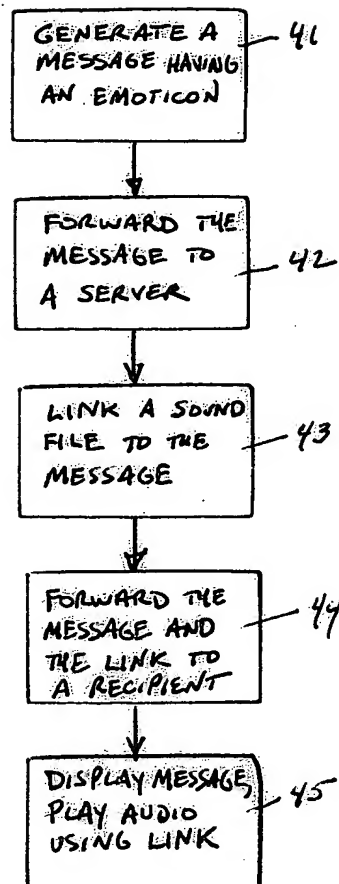 GENERATE A
MESSAGE HAVING
AN EMOTICON
41
FORWARD THE
MESSAGE TO
A SERVER
42
LINK A SOUND
FILE TO THE
MESSAGE
43
FORWARD THE
MESSAGE AND
THE LINK TO
A RECIPIENT
44
DISPLAY MESSAGE,
PLAY AUDIO
USING LINK
45